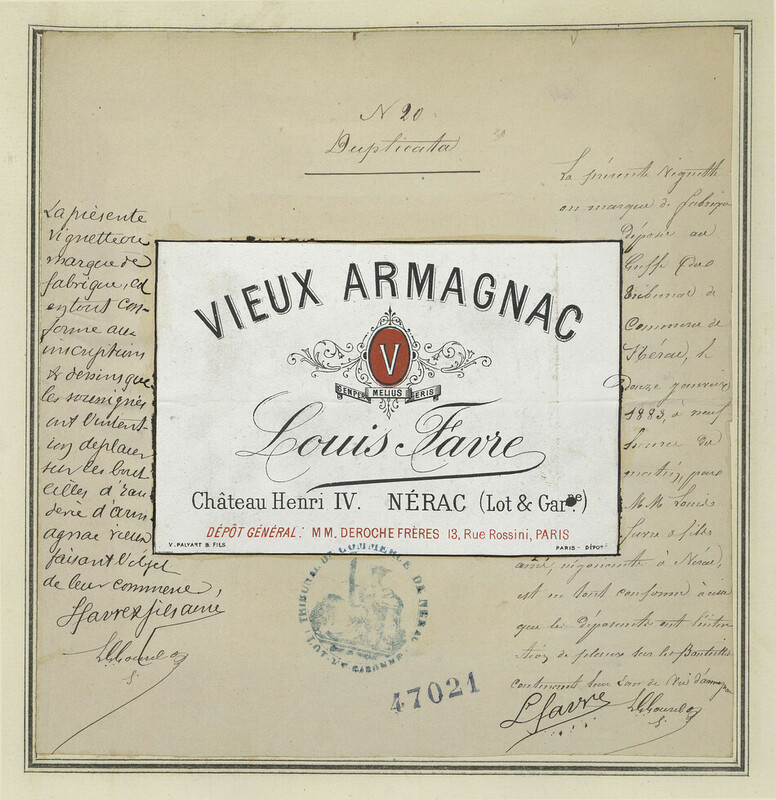 N 20
Duplicata
La présente
vignette ou
marque de
fabrique, est
en tout con-
forme aux
inscriptions
& dessins que
les soussignés
ont l'intent-
ion de placer
sur les bout
eilles d'Eau
de vie d'arm
agnac vieux
faisant l'objet
de leur commerce,
L Favre & fils ainé
VIEUX ARMAGNAC
V
SEMPER MELIUS ERIS
Louis Favre
Château Henri IV. NÉRAC (Lot & Garne)
DÉPÔT GÉNÉRAL: MM. DEROCHE FRÈRES 13, Rue Rossini, PARIS
V. PALYART & FILS
PARIS - DÉPOT
La présente vignette
ou marque de fabrique
déposée au
Greffe du
Tribunal de
Commerce de
Nérac, le
Douze janvier
1883, à neuf
heures du
matin, par
M.M. Louis
Favre & fils
ainé, négociants à Nérac,
est en tout conforme à celle
que les déposants ont l'inten-
tion de placer sur les Bouteilles
contenant leur Eau de Vie d'armagnac
L Favre
TRIBUNAL DE COMMERCE DE NÉRAC
LOT-ET-GARONNE
47021